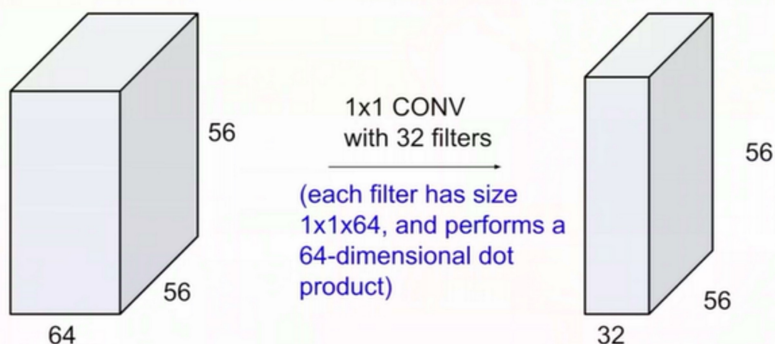 1x1 CONV
with 32 filters
(each filter has size
1x1x64, and performs a
64-dimensional dot
product)
56
56
64
56
56
32